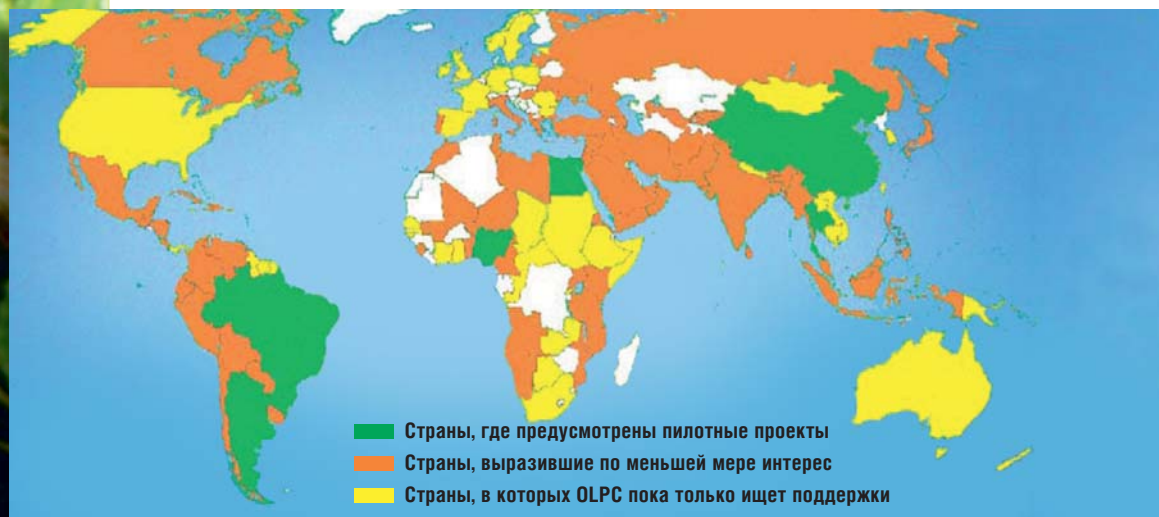 Страны, где предусмотрены пилотные проекты
Страны, выразившие по меньшей мере интерес
Страны, в которых OLPC пока только ищет поддержки